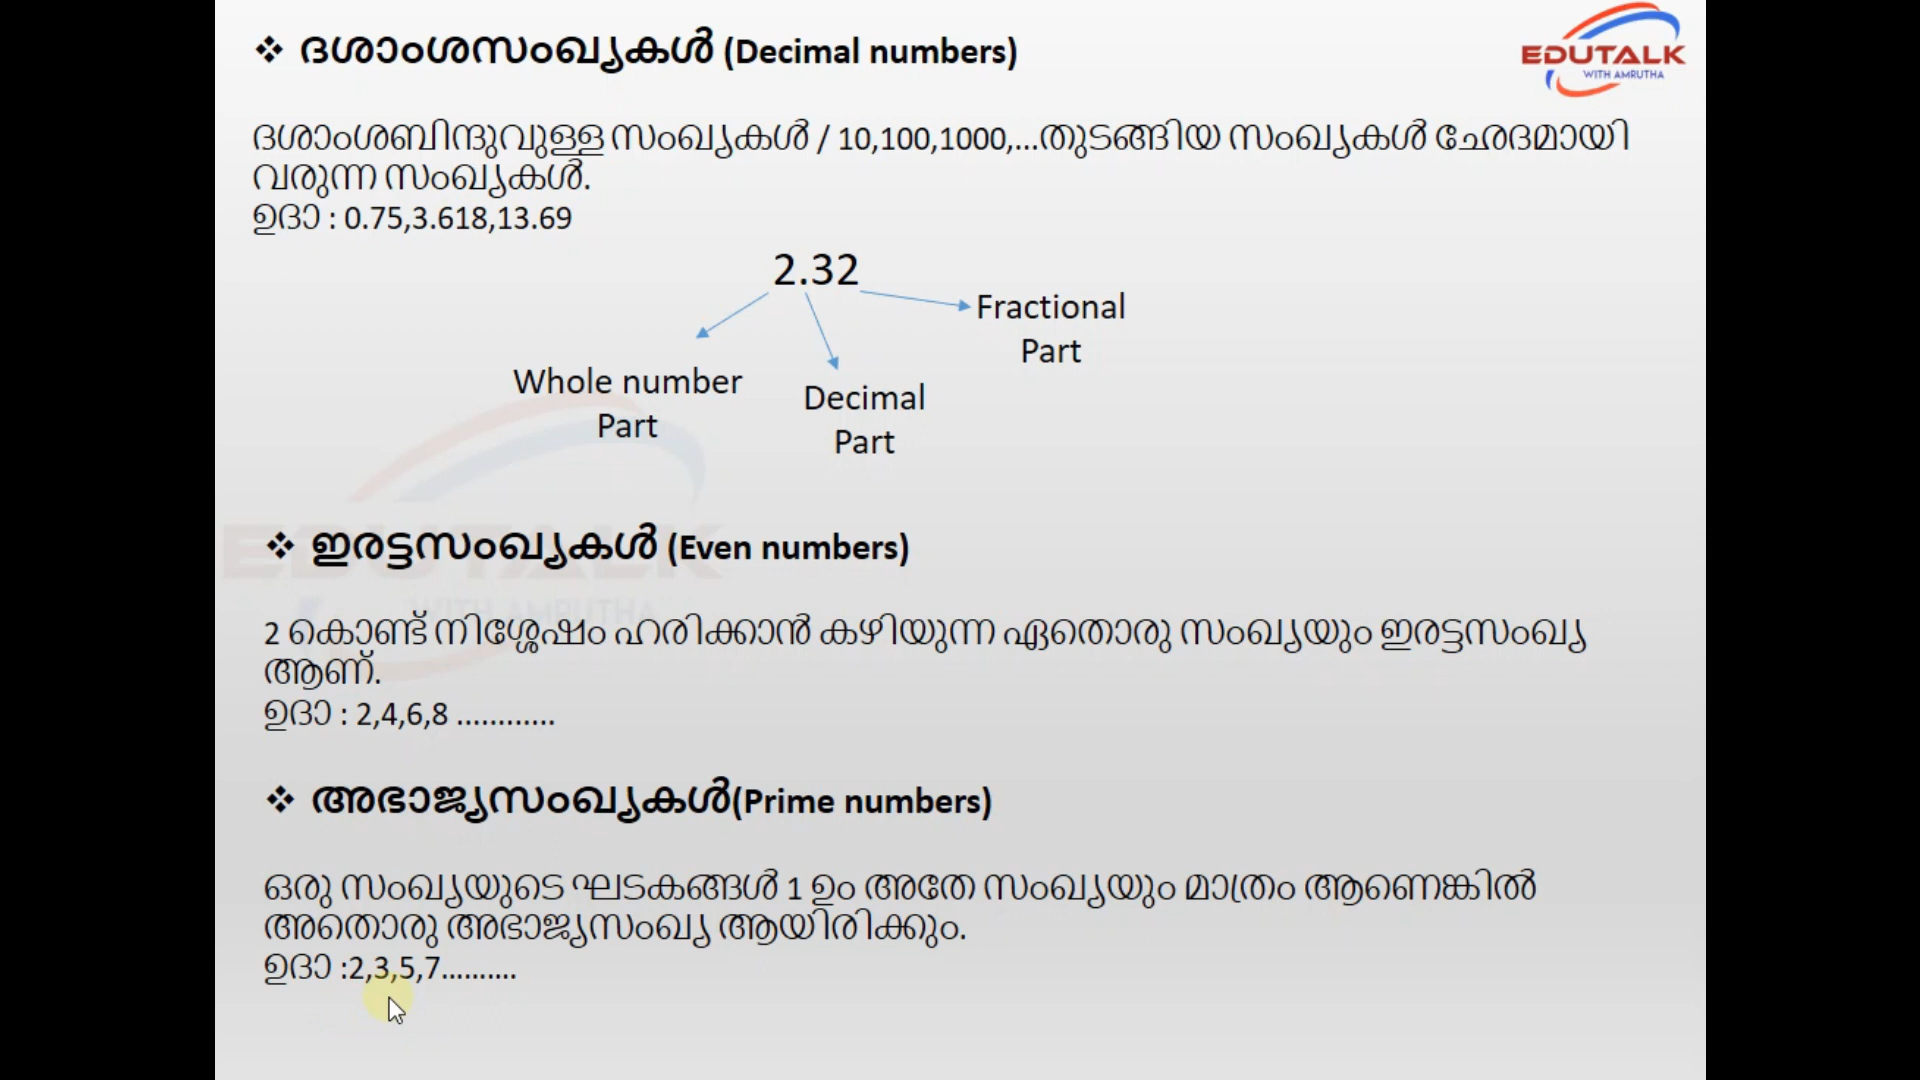 ❖ ദശാംശസംഖ്യകൾ (Decimal numbers)
EDUTALK
WITH AMRUTHA
ദശാംശബിന്ദുവുള്ള സംഖ്യകൾ / 10,100,1000,...തുടങ്ങിയ സംഖ്യകൾ ഛേദമായി
വരുന്ന സംഖ്യകൾ.
ഉദാ : 0.75,3.618,13.69
2.32
Fractional
Part
Whole number
Part
Decimal
Part
EDUTALK
WITH AMRUTHA
❖ ഇരട്ടസംഖ്യകൾ (Even numbers)
2 കൊണ്ട് നിശ്ശേഷം ഹരിക്കാൻ കഴിയുന്ന ഏതൊരു സംഖ്യയും ഇരട്ടസംഖ്യ
ആണ്.
ഉദാ : 2,4,6,8 ............
❖ അഭാജ്യസംഖ്യകൾ(Prime numbers)
ഒരു സംഖ്യയുടെ ഘടകങ്ങൾ 1 ഉം അതേ സംഖ്യയും മാത്രം ആണെങ്കിൽ
അതൊരു അഭാജ്യസംഖ്യ ആയിരിക്കും.
ഉദാ :2,3,5,7..........